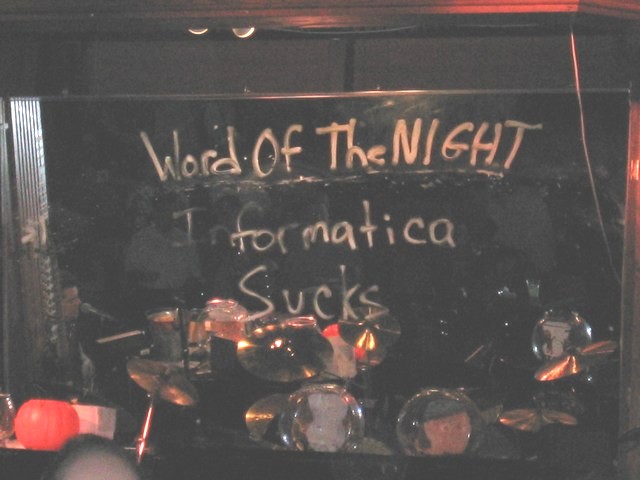 Word Of The NIGHT
Informatica
Sucks